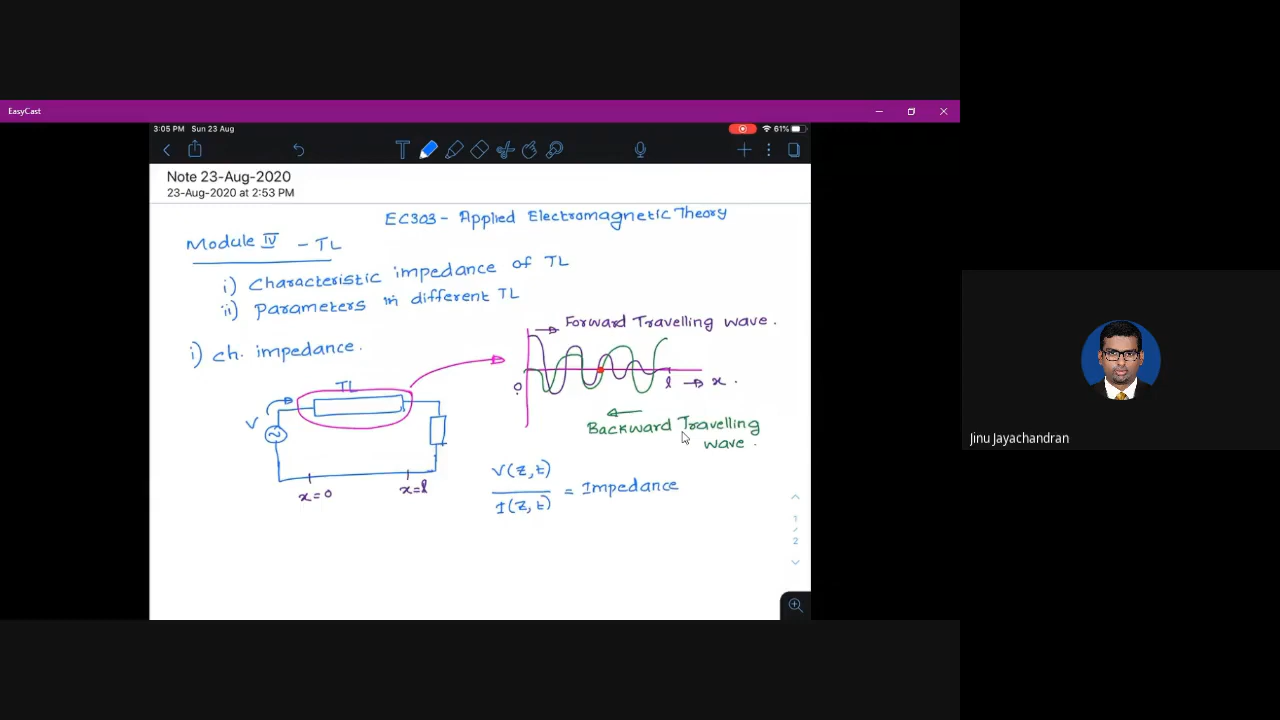 EasyCast
3:05 PM Sun 23 Aug
61%
T
Note 23-Aug-2020
23-Aug-2020 at 2:53 PM
EC303 - Applied Electromagnetic Theory
Module IV - TL
i) Characteristic impedance of TL
ii) Parameters in different TL
i) ch. impedance.
Forward Travelling wave.
TL
V
0
l → x.
Backward Travelling
wave.
x=0
x=l
V(z,t)
I(z,t)
= Impedance
1
/
2
Jinu Jayachandran